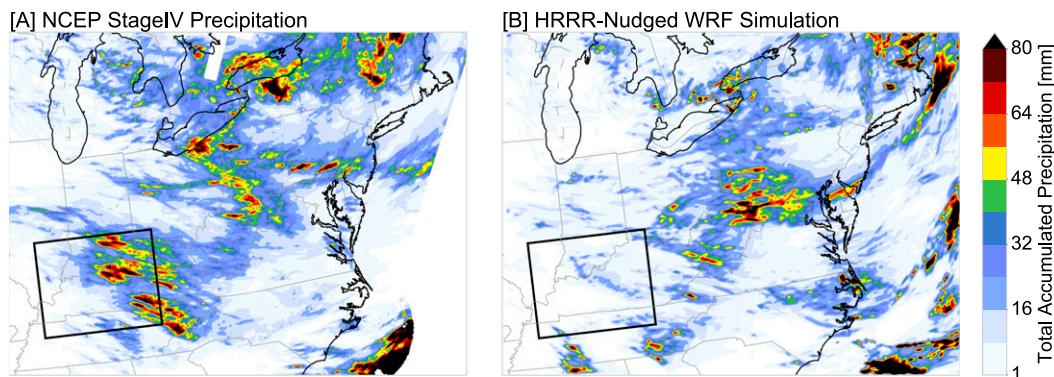 [A] NCEP StageIV Precipitation
[B] HRRR-Nudged WRF Simulation
80
64
48
32
16
1
Total Accumulated Precipitation [mm]